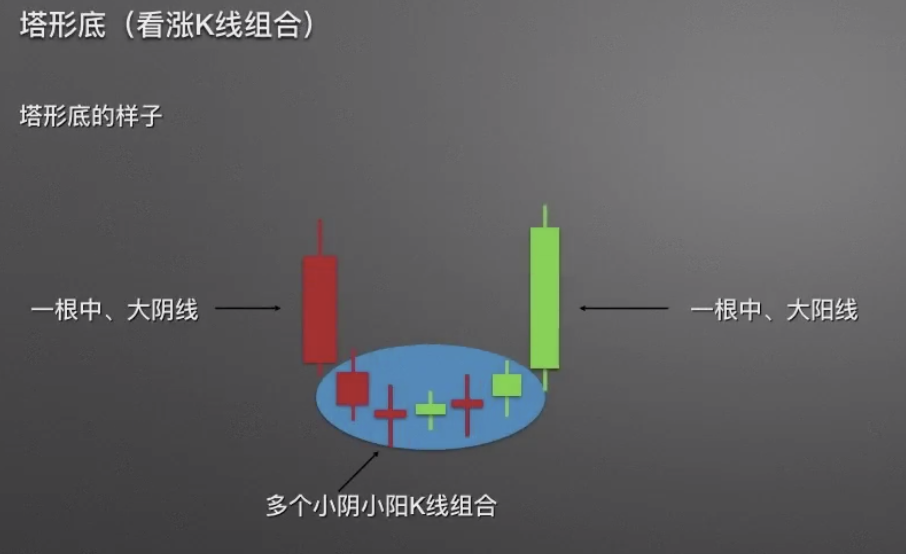 塔形底（看涨K线组合）
塔形底的样子
一根中、大阴线
一根中、大阳线
多个小阴小阳K线组合